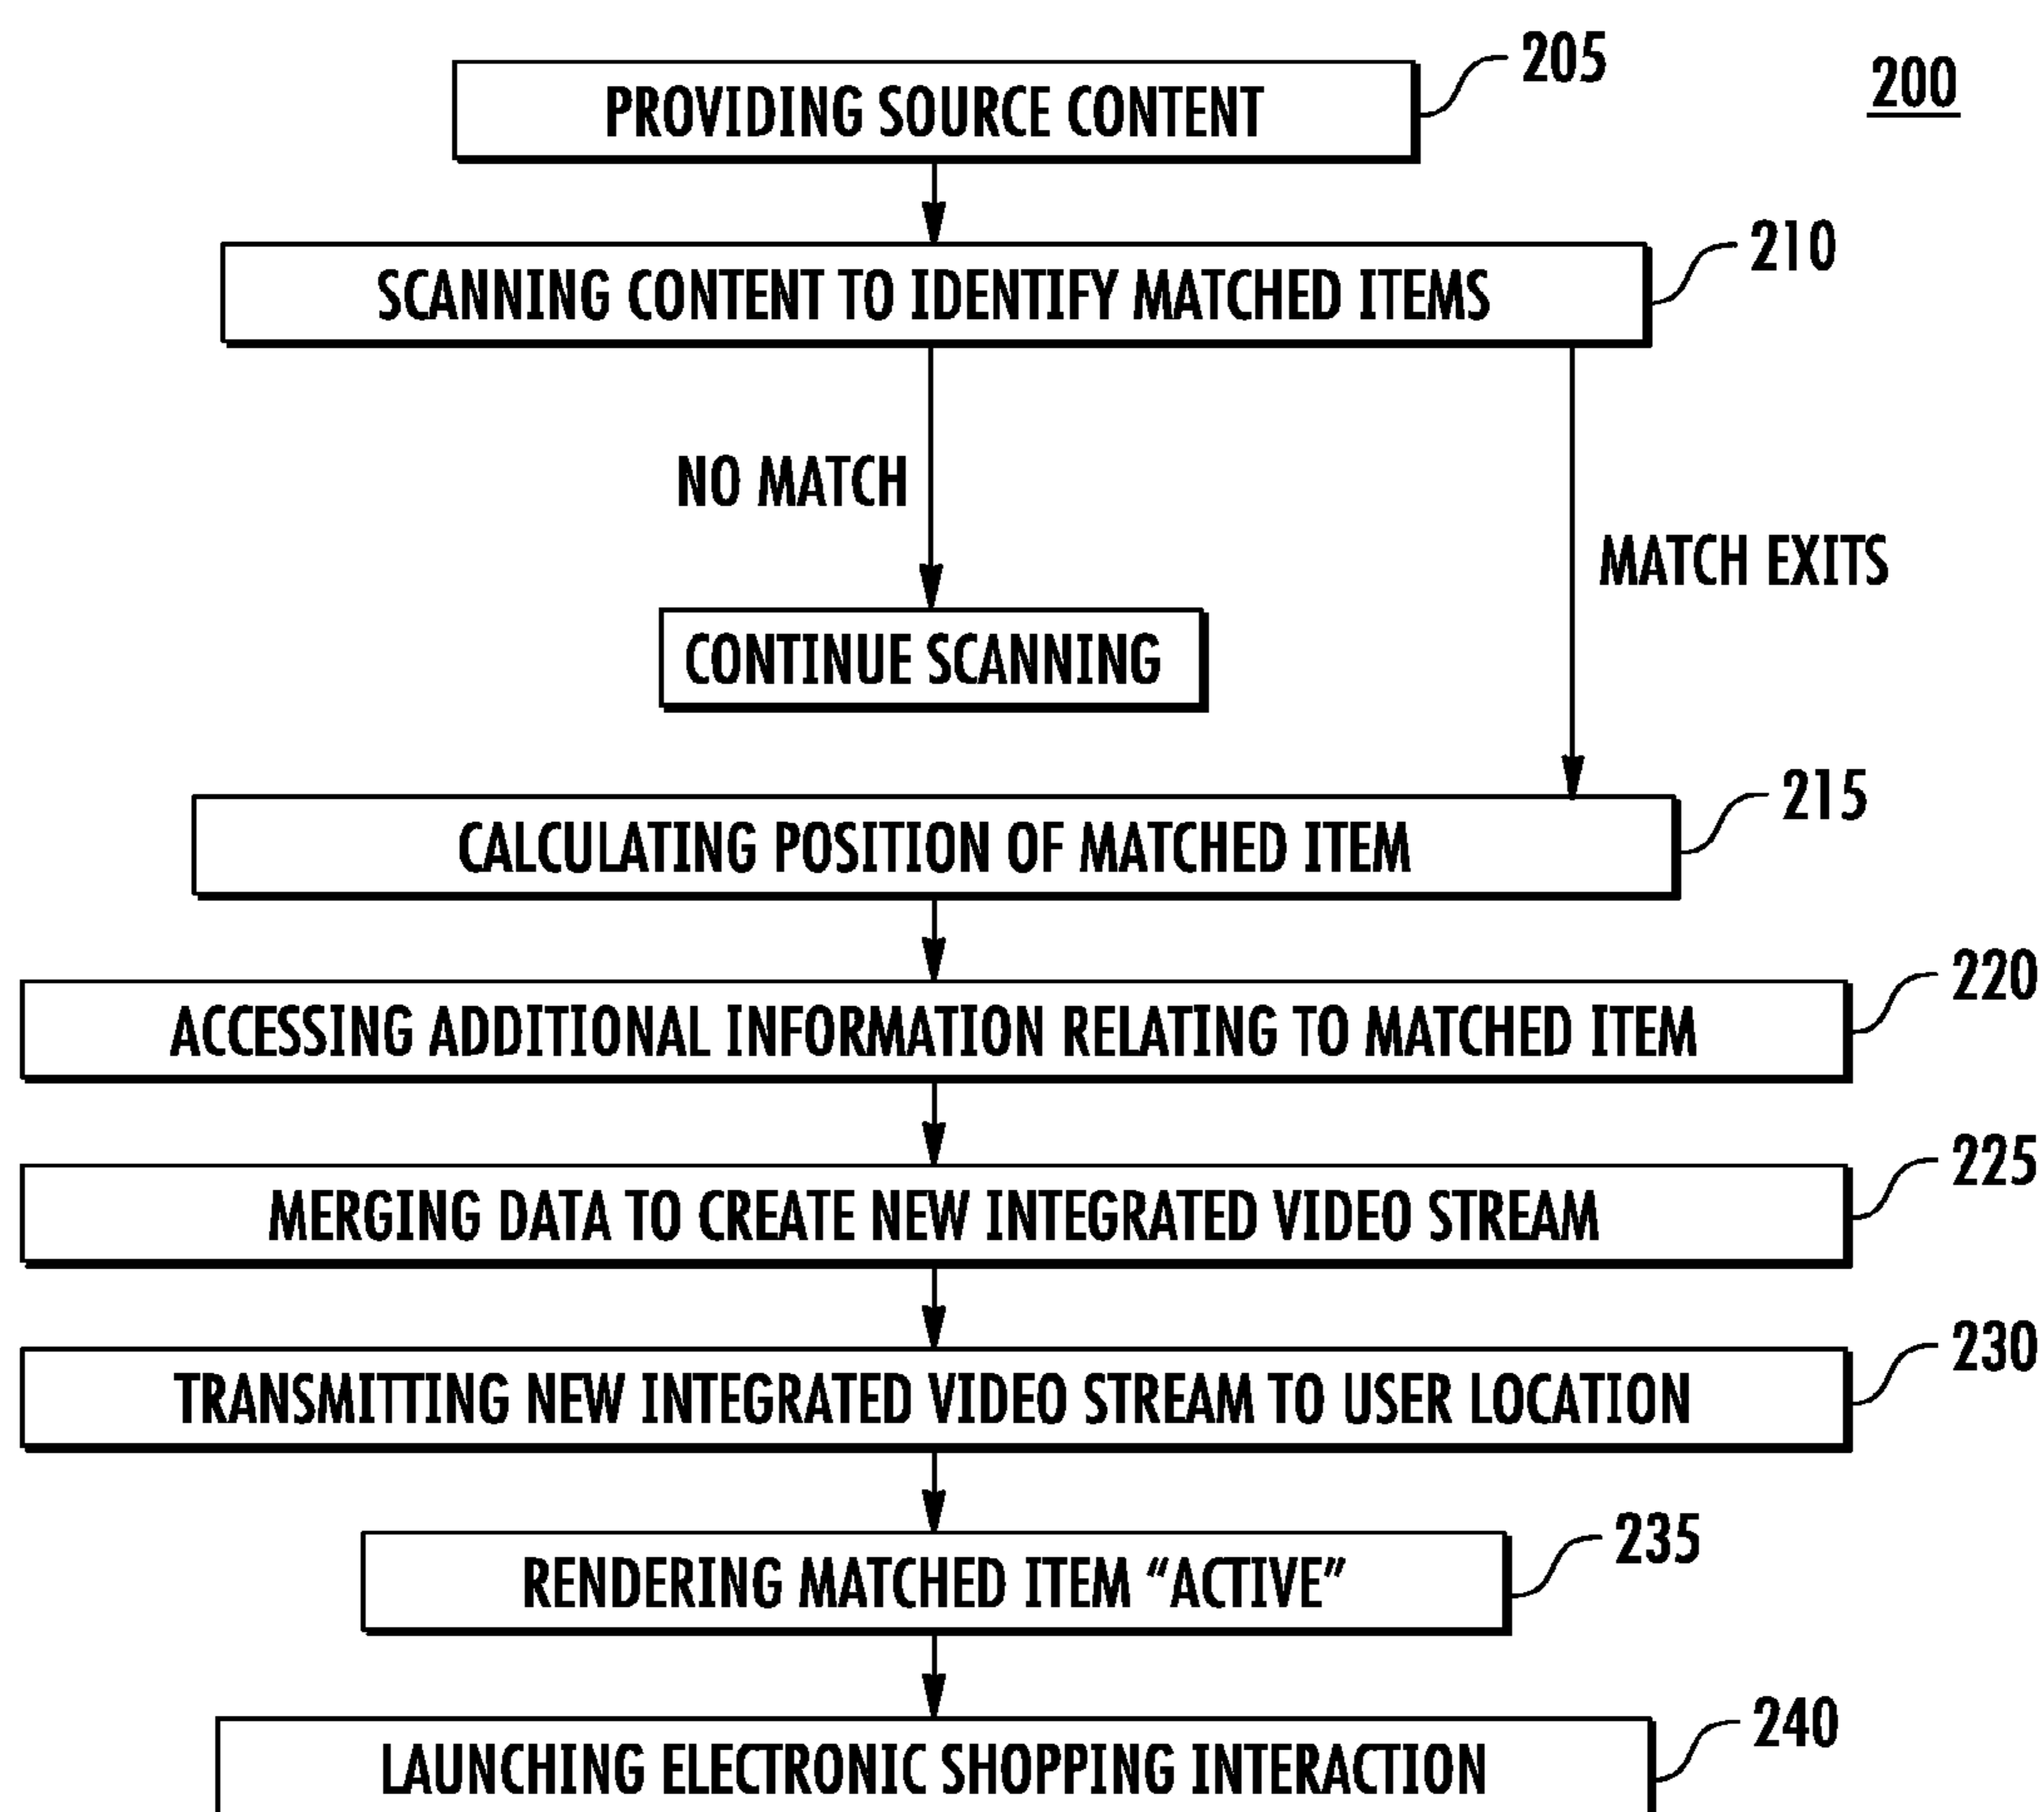 200
PROVIDING SOURCE CONTENT
205
SCANNING CONTENT TO IDENTIFY MATCHED ITEMS
210
NO MATCH
MATCH EXITS
CONTINUE SCANNING
CALCULATING POSITION OF MATCHED ITEM
215
ACCESSING ADDITIONAL INFORMATION RELATING TO MATCHED ITEM
220
MERGING DATA TO CREATE NEW INTEGRATED VIDEO STREAM
225
TRANSMITTING NEW INTEGRATED VIDEO STREAM TO USER LOCATION
230
RENDERING MATCHED ITEM “ACTIVE”
235
LAUNCHING ELECTRONIC SHOPPING INTERACTION
240